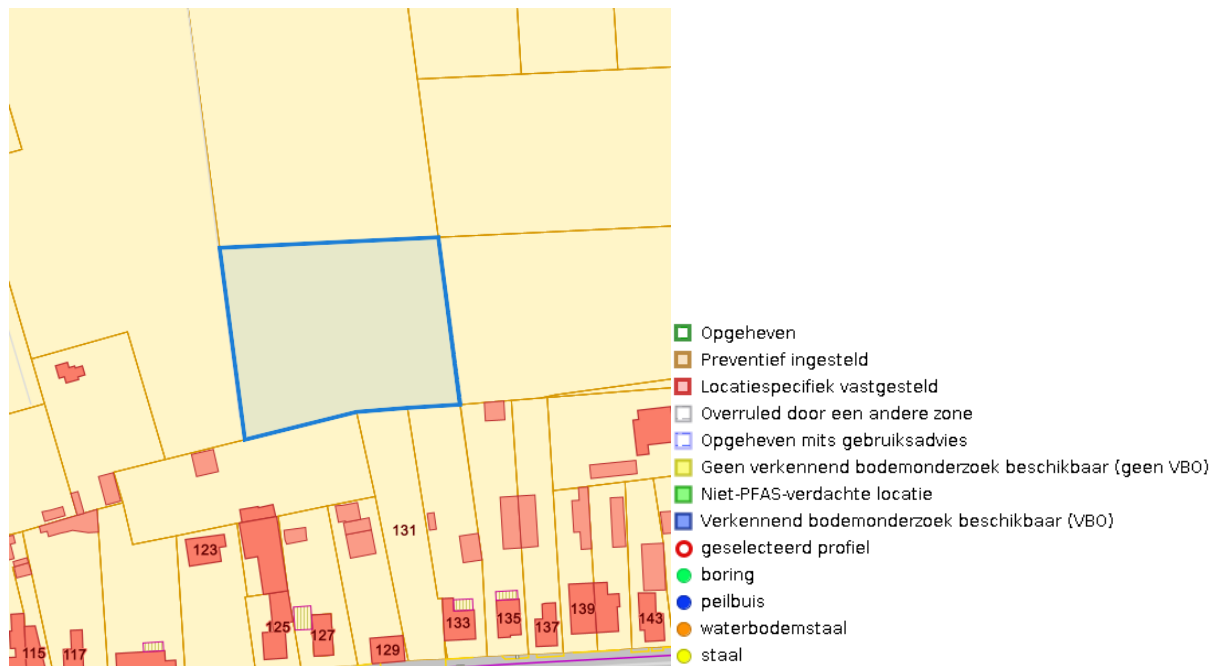 Opgeheven
Preventief ingesteld
Locatiespecifiek vastgesteld
Overruled door een andere zone
Opgeheven mits gebruiksadvies
Geen verkennend bodemonderzoek beschikbaar (geen VBO)
Niet-PFAS-verdachte locatie
Verkennend bodemonderzoek beschikbaar (VBO)
geselecteerd profiel
boring
peilbuis
waterbodemstaal
staal
131
123
125
127
129
133
135
137
139
143
115
117